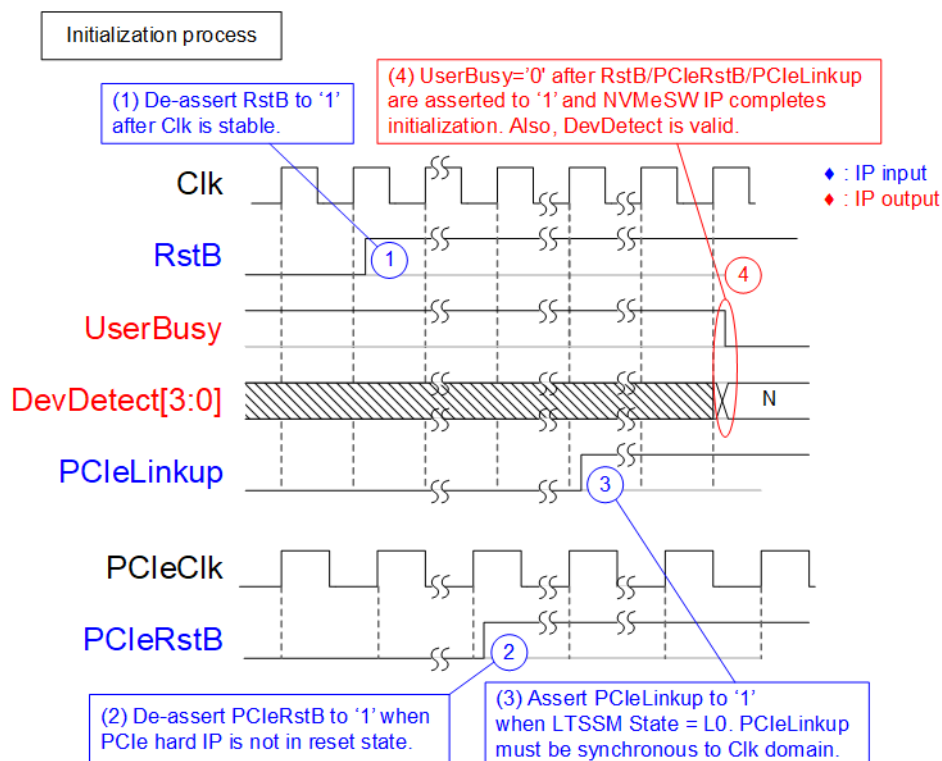 Initialization process
(1) De-assert RstB to ‘1’
after Clk is stable.
(4) UserBusy=’0’ after RstB/PCIeRstB/PCIeLinkup
are asserted to ‘1’ and NVMeSW IP completes
initialization. Also, DevDetect is valid.
♦ : IP input
♦ : IP output
Clk
RstB
1
4
UserBusy
DevDetect[3:0]
N
PCIeLinkup
3
PCIeClk
PCIeRstB
2
(2) De-assert PCIeRstB to ‘1’ when
PCIe hard IP is not in reset state.
(3) Assert PCIeLinkup to ‘1’
when LTSSM State = L0. PCIeLinkup
must be synchronous to Clk domain.